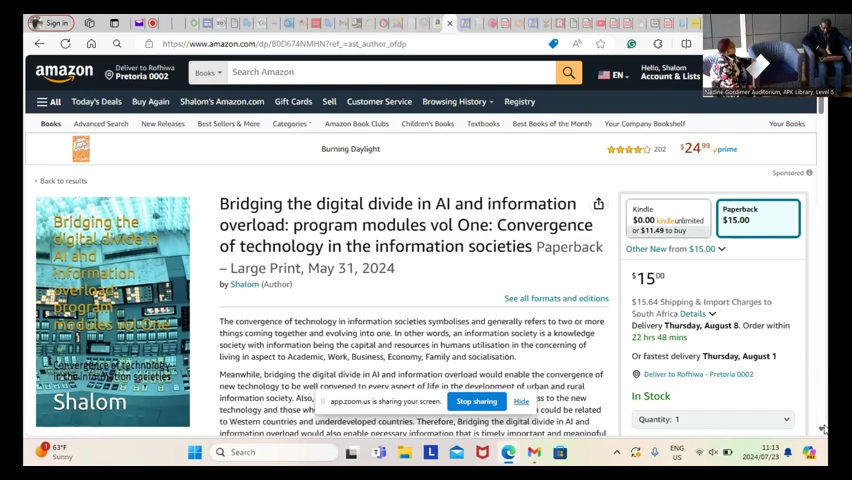 Sign in
https://www.amazon.com/dp/B0D674NMHN?ref_=ast_author_ofdp
Nadine Gordimer Auditorium, APK Library, Level 5
amazon
Deliver to Rofhiwa
Pretoria 0002
Books
Search Amazon
EN
Hello, Shalom
Account & Lists
All Today's Deals Buy Again Shalom's Amazon.com Gift Cards Sell Customer Service Browsing History Registry
Books Advanced Search New Releases Best Sellers & More Categories Amazon Book Clubs Children's Books Textbooks Best Books of the Month Your Company Bookshelf Your Books
Burning Daylight
202
$24.99 prime
Sponsored
‹ Back to results
Bridging the
digital divide in
AI and
information
overload:
program
modules vol One:
Convergence of technology
in the information societies
Shalom
Bridging the digital divide in AI and information
overload: program modules vol One: Convergence
of technology in the information societies Paperback
– Large Print, May 31, 2024
by Shalom (Author)
See all formats and editions
The convergence of technology in information societies symbolises and generally refers to two or more
things coming together and evolving into one. In other words, an information society is a knowledge
society with information being the capital and resources in humans utilisation in the concerning of
living in aspect to Academic, Work, Business, Economy, Family and socialisation.
Meanwhile, bridging the digital divide in AI and information overload would enable the convergence of
new technology to be well convened to every aspect of life in the development of urban and rural
information society. Also, ss to the new
technology and those wh could be related
to Western countries and underdeveloped countries. Therefore, Bridging the digital divide in AI and
information overload would also enable necessary information that is timely important and meaningful
app.zoom.us is sharing your screen.
Stop sharing
Hide
Kindle
$0.00 kindleunlimited
or $11.49 to buy
Paperback
$15.00
Other New from $15.00
$15.00
$15.64 Shipping & Import Charges to
South Africa Details
Delivery Thursday, August 8. Order within
22 hrs 48 mins
Or fastest delivery Thursday, August 1
Deliver to Rofhiwa - Pretoria 0002
In Stock
Quantity: 1
63°F
Sunny
Search
ENG
US
11:13
2024/07/23